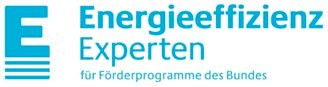 E Energieeffizienz
Experten
für Förderprogramme des Bundes